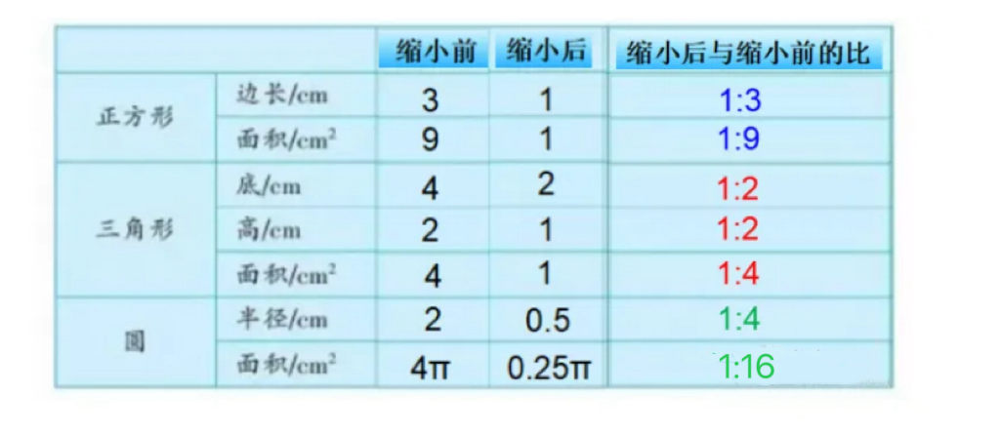 缩小前 缩小后 缩小后与缩小前的比
正方形 边长/cm 3 1 1:3
面积/cm² 9 1 1:9
三角形 底/cm 4 2 1:2
高/cm 2 1 1:2
面积/cm² 4 1 1:4
圆 半径/cm 2 0.5 1:4
面积/cm² 4π 0.25π 1:16